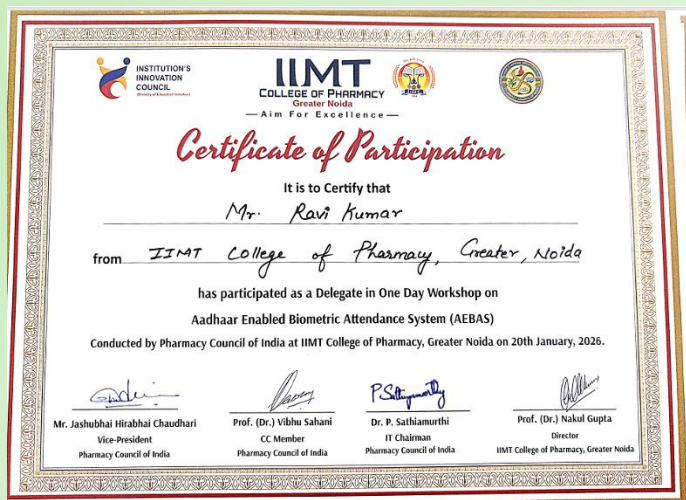 INSTITUTION'S
INNOVATION
COUNCIL
(Ministry of Education Initiative)
IIMT
COLLEGE OF PHARMACY
Greater Noida
— Aim For Excellence —
Certificate of Participation
It is to Certify that
Mr. Ravi Kumar
from IIMT College of Pharmacy, Greater, Noida
has participated as a Delegate in One Day Workshop on
Aadhaar Enabled Biometric Attendance System (AEBAS)
Conducted by Pharmacy Council of India at IIMT College of Pharmacy, Greater Noida on 20th January, 2026.
P. Sathiyamurthy
Mr. Jashubhai Hirabhai Chaudhari
Vice-President
Pharmacy Council of India
Prof. (Dr.) Vibhu Sahani
CC Member
Pharmacy Council of India
Dr. P. Sathiamurthi
IT Chairman
Pharmacy Council of India
Prof. (Dr.) Nakul Gupta
Director
IIMT College of Pharmacy, Greater Noida